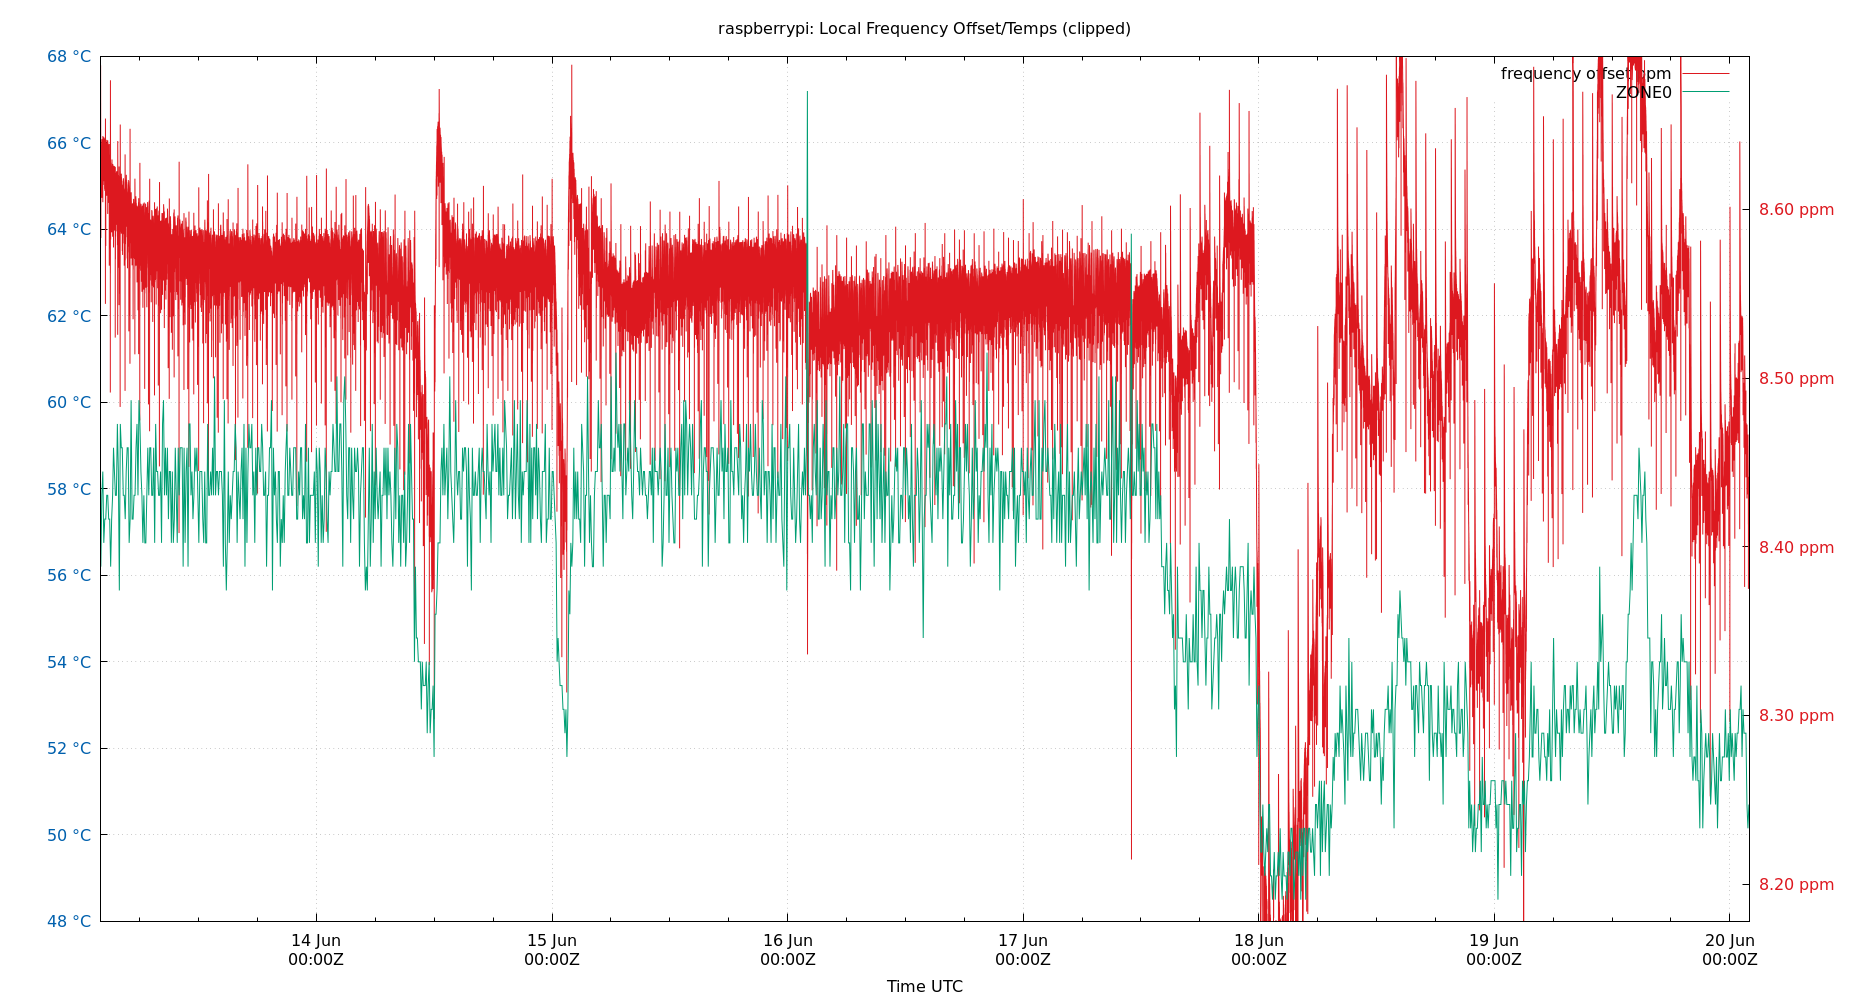 raspberrypi: Local Frequency Offset/Temps (clipped)
68 °C
66 °C
64 °C
62 °C
60 °C
58 °C
56 °C
54 °C
52 °C
50 °C
48 °C
frequency offset ppm
ZONE0
8.60 ppm
8.50 ppm
8.40 ppm
8.30 ppm
8.20 ppm
14 Jun
00:00Z
15 Jun
00:00Z
16 Jun
00:00Z
17 Jun
00:00Z
18 Jun
00:00Z
19 Jun
00:00Z
20 Jun
00:00Z
Time UTC